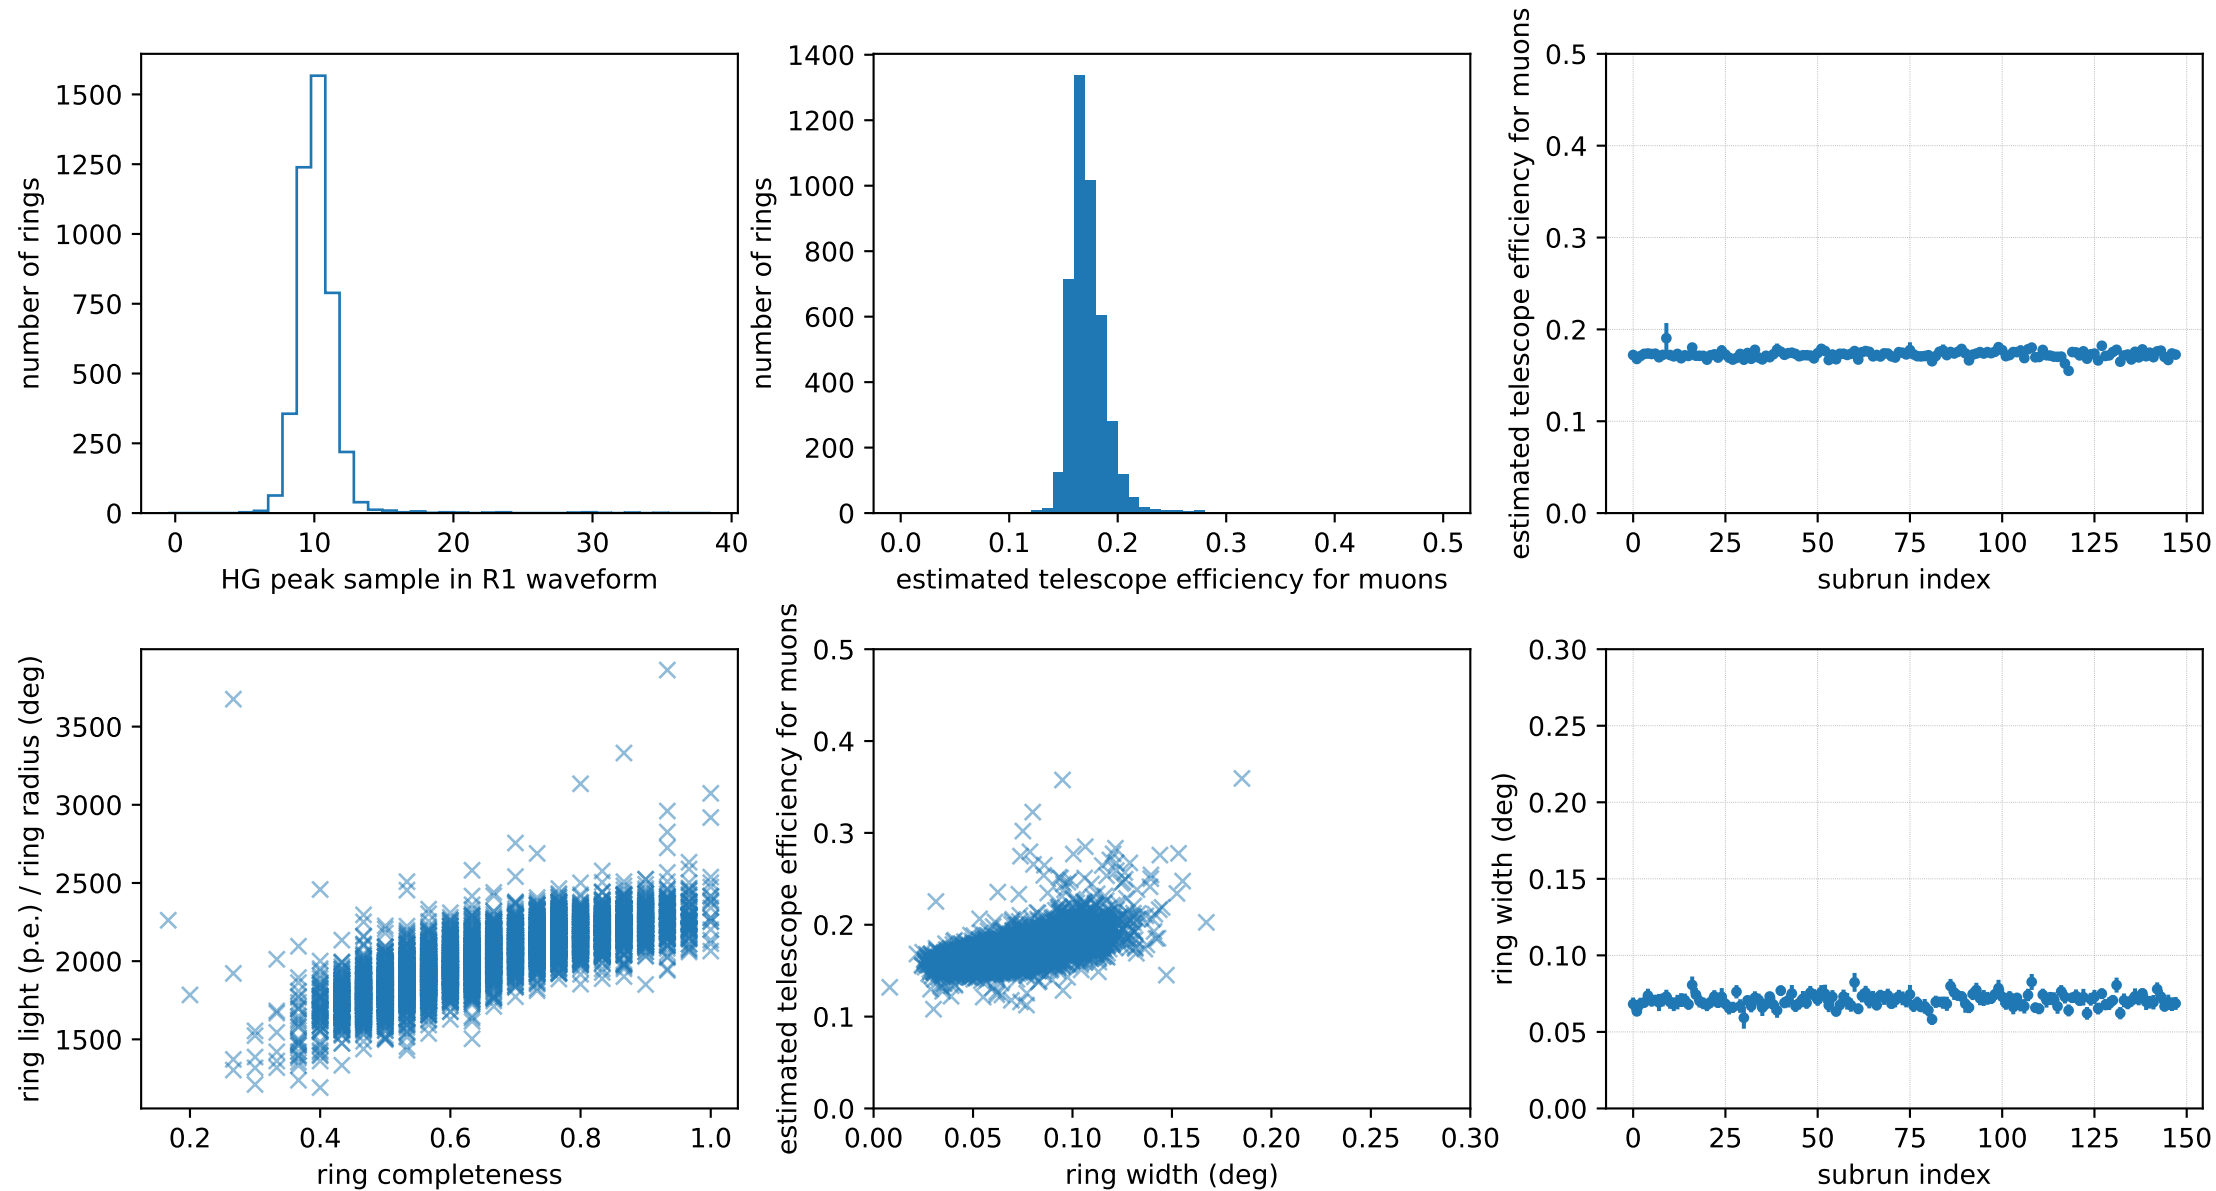 number of rings
1500
1250
1000
750
500
250
0
0 10 20 30 40
HG peak sample in R1 waveform
number of rings
1400
1200
1000
800
600
400
200
0
0.0 0.1 0.2 0.3 0.4 0.5
estimated telescope efficiency for muons
estimated telescope efficiency for muons
0.5
0.4
0.3
0.2
0.1
0.0
0 25 50 75 100 125 150
subrun index
ring light (p.e.) / ring radius (deg)
3500
3000
2500
2000
1500
0.2 0.4 0.6 0.8 1.0
ring completeness
estimated telescope efficiency for muons
0.5
0.4
0.3
0.2
0.1
0.0
0.00 0.05 0.10 0.15 0.20 0.25 0.30
ring width (deg)
ring width (deg)
0.30
0.25
0.20
0.15
0.10
0.05
0.00
0 25 50 75 100 125 150
subrun index